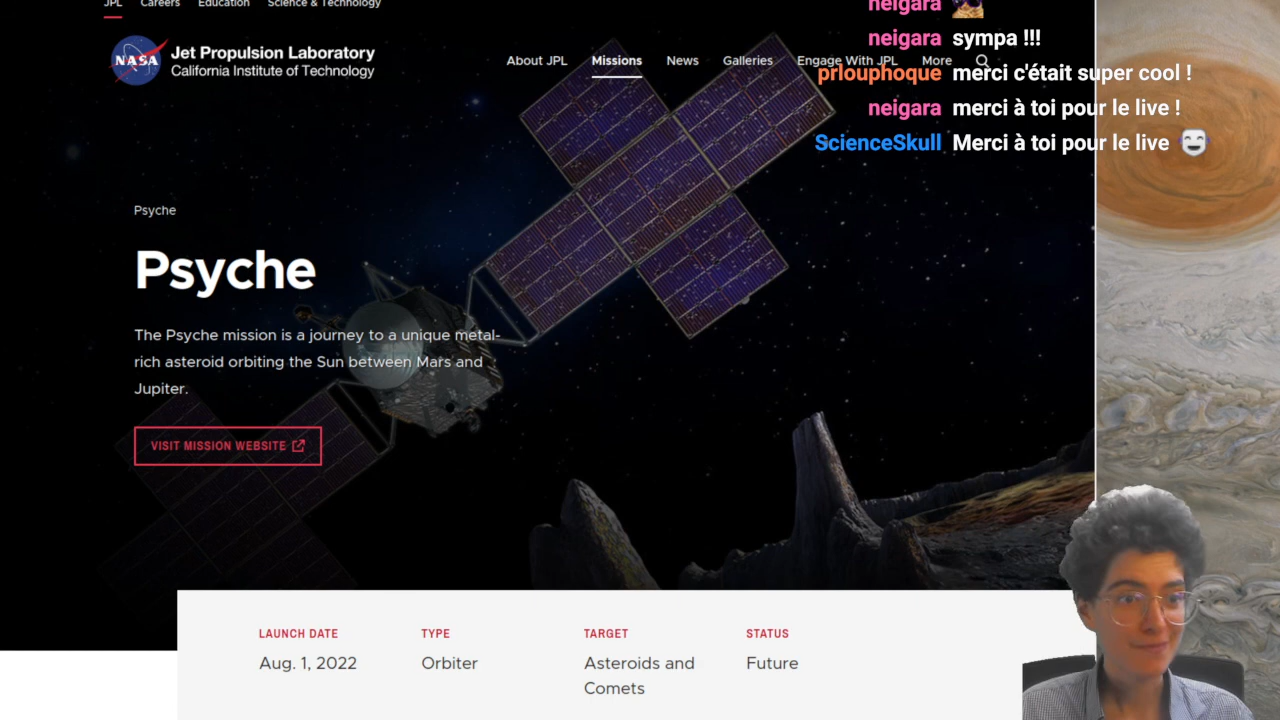 JPL Careers Education Science & Technology
NASA
Jet Propulsion Laboratory
California Institute of Technology
About JPL Missions News Galleries Engage With JPL More
neigara
neigara sympa !!!
prlouphoque merci c'était super cool !
neigara merci à toi pour le live !
ScienceSkull Merci à toi pour le live
Psyche
Psyche
The Psyche mission is a journey to a unique metal-
rich asteroid orbiting the Sun between Mars and
Jupiter.
VISIT MISSION WEBSITE
LAUNCH DATE TYPE TARGET STATUS
Aug. 1, 2022 Orbiter Asteroids and Future
Comets